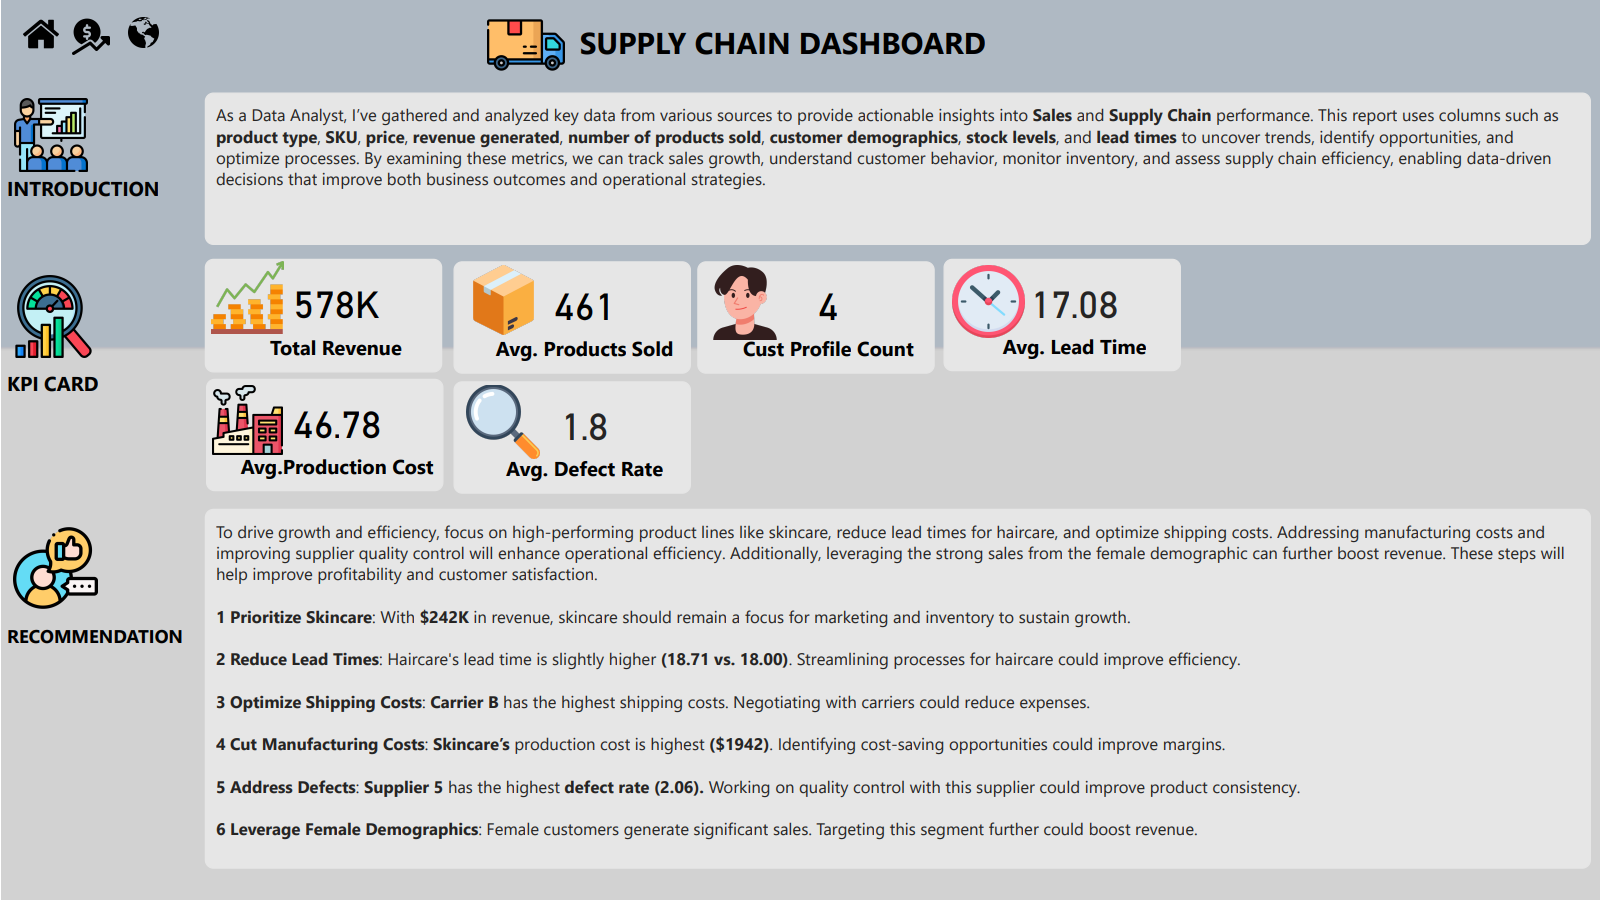 SUPPLY CHAIN DASHBOARD
As a Data Analyst, I’ve gathered and analyzed key data from various sources to provide actionable insights into Sales and Supply Chain performance. This report uses columns such as
product type, SKU, price, revenue generated, number of products sold, customer demographics, stock levels, and lead times to uncover trends, identify opportunities, and
optimize processes. By examining these metrics, we can track sales growth, understand customer behavior, monitor inventory, and assess supply chain efficiency, enabling data-driven
decisions that improve both business outcomes and operational strategies.
INTRODUCTION
578K
Total Revenue
461
Avg. Products Sold
4
Cust Profile Count
17.08
Avg. Lead Time
KPI CARD
46.78
Avg.Production Cost
1.8
Avg. Defect Rate
To drive growth and efficiency, focus on high-performing product lines like skincare, reduce lead times for haircare, and optimize shipping costs. Addressing manufacturing costs and
improving supplier quality control will enhance operational efficiency. Additionally, leveraging the strong sales from the female demographic can further boost revenue. These steps will
help improve profitability and customer satisfaction.
1 Prioritize Skincare: With $242K in revenue, skincare should remain a focus for marketing and inventory to sustain growth.
RECOMMENDATION
2 Reduce Lead Times: Haircare's lead time is slightly higher (18.71 vs. 18.00). Streamlining processes for haircare could improve efficiency.
3 Optimize Shipping Costs: Carrier B has the highest shipping costs. Negotiating with carriers could reduce expenses.
4 Cut Manufacturing Costs: Skincare’s production cost is highest ($1942). Identifying cost-saving opportunities could improve margins.
5 Address Defects: Supplier 5 has the highest defect rate (2.06). Working on quality control with this supplier could improve product consistency.
6 Leverage Female Demographics: Female customers generate significant sales. Targeting this segment further could boost revenue.